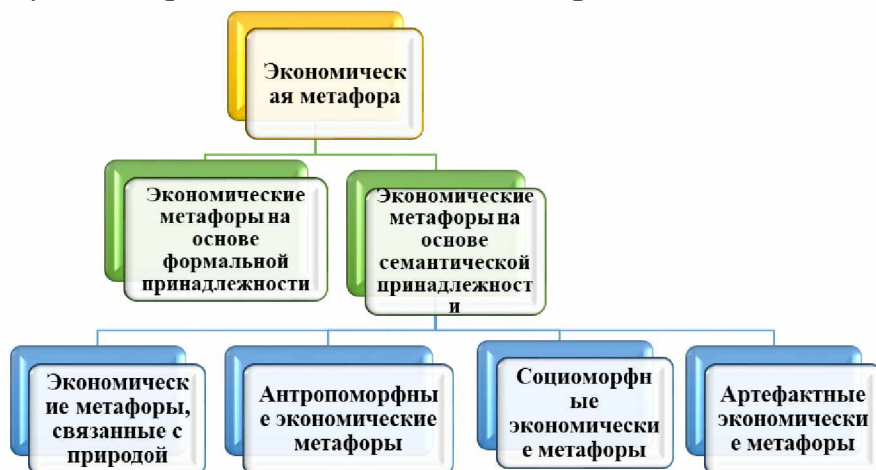 Экономическ
ая метафора
Экономические
метафоры на
основе
формальной
принадлежности
Экономические
метафоры на
основе
семантической
принадлежност
и
Экономическ
ие метафоры,
связанные с
природой
Антропоморфны
е экономические
метафоры
Социоморфн
ые
экономически
е метафоры
Артефактные
экономически
е метафоры